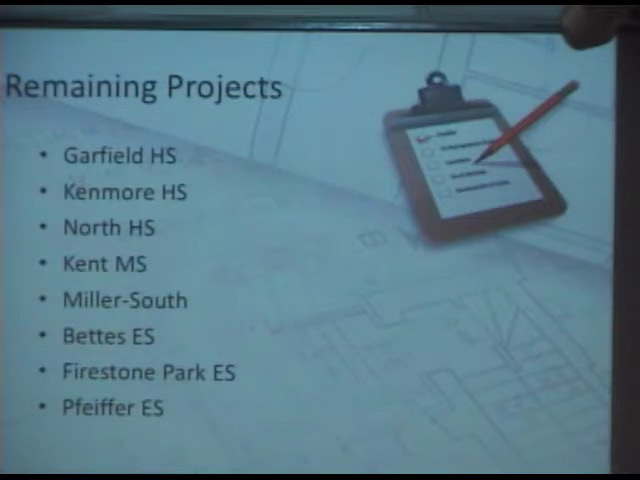 Remaining Projects
• Garfield HS
• Kenmore HS
• North HS
• Kent MS
• Miller-South
• Bettes ES
• Firestone Park ES
• Pfeiffer ES